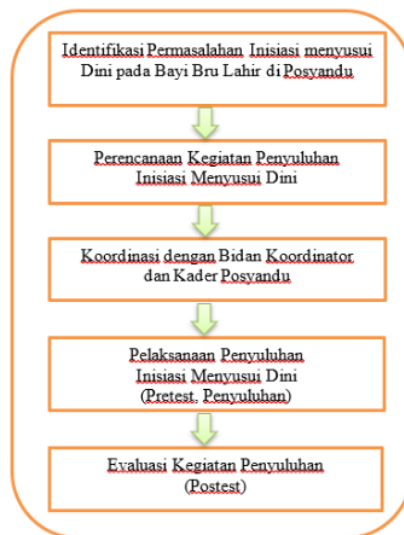 Identifikasi Permasalahan Inisiasi menyusui
Dini pada Bayi Bru Lahir di Posyandu
Perencanaan Kegiatan Penyuluhan
Inisiasi Menyusui Dini
Koordinasi dengan Bidan Koordinator
dan Kader Posyandu
Pelaksanaan Penyuluhan
Inisiasi Menyusui Dini
(Pretest, Penyuluhan)
Evaluasi Kegiatan Penyuluhan
(Postest)